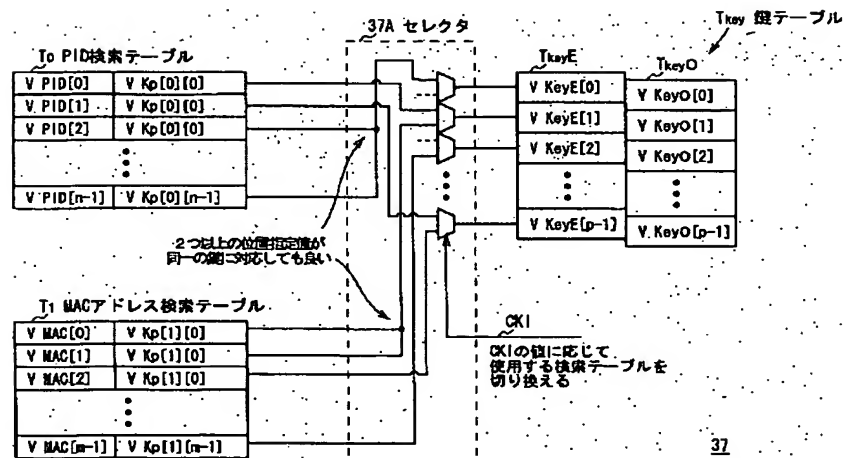 37A セレクタ
Tkey 鍵テーブル
T0 PID検索テーブル
V PID[0] V Kp[0][0]
V PID[1] V Kp[0][0]
V PID[2] V Kp[0][0]
V PID[n-1] V Kp[0][n-1]
TkeyE
V KeyE[0]
V KeyE[1]
V KeyE[2]
V KeyE[p-1]
TkeyO
V KeyO[0]
V KeyO[1]
V KeyO[2]
V KeyO[p-1]
2つ以上の位置指定値が
同一の鍵に対応しても良い
T1 MACアドレス検索テーブル
V MAC[0] V Kp[1][0]
V MAC[1] V Kp[1][0]
V MAC[2] V Kp[1][0]
V MAC[m-1] V Kp[1][n-1]
CKI
CKIの値に応じて
使用する検索テーブルを
切り換える
37